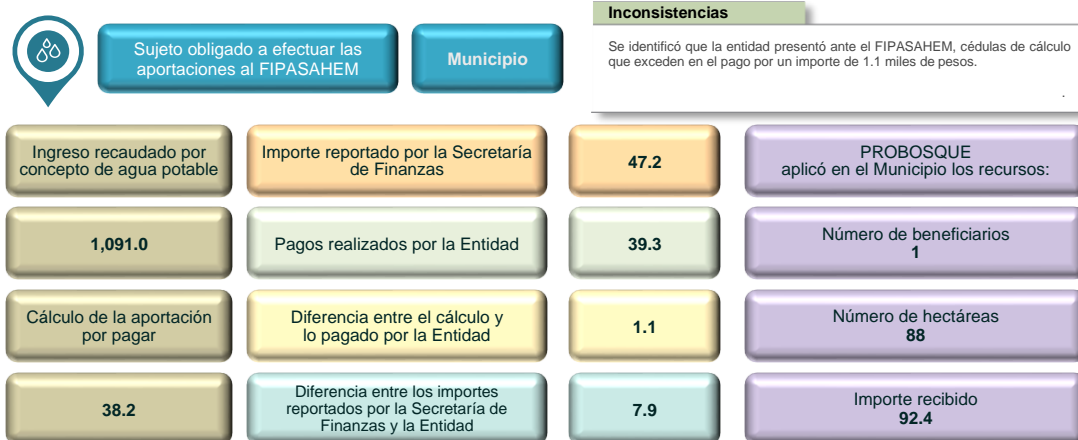 Sujeto obligado a efectuar las
aportaciones al FIPASAHEM
Municipio
Inconsistencias
Se identificó que la entidad presentó ante el FIPASAHEM, cédulas de cálculo
que exceden en el pago por un importe de 1.1 miles de pesos.
.
Ingreso recaudado por
concepto de agua potable
Importe reportado por la Secretaría
de Finanzas
47.2
PROBOSQUE
aplicó en el Municipio los recursos:
1,091.0
Pagos realizados por la Entidad
39.3
Número de beneficiarios
1
Cálculo de la aportación
por pagar
Diferencia entre el cálculo y
lo pagado por la Entidad
1.1
Número de hectáreas
88
38.2
Diferencia entre los importes
reportados por la Secretaría de
Finanzas y la Entidad
7.9
Importe recibido
92.4